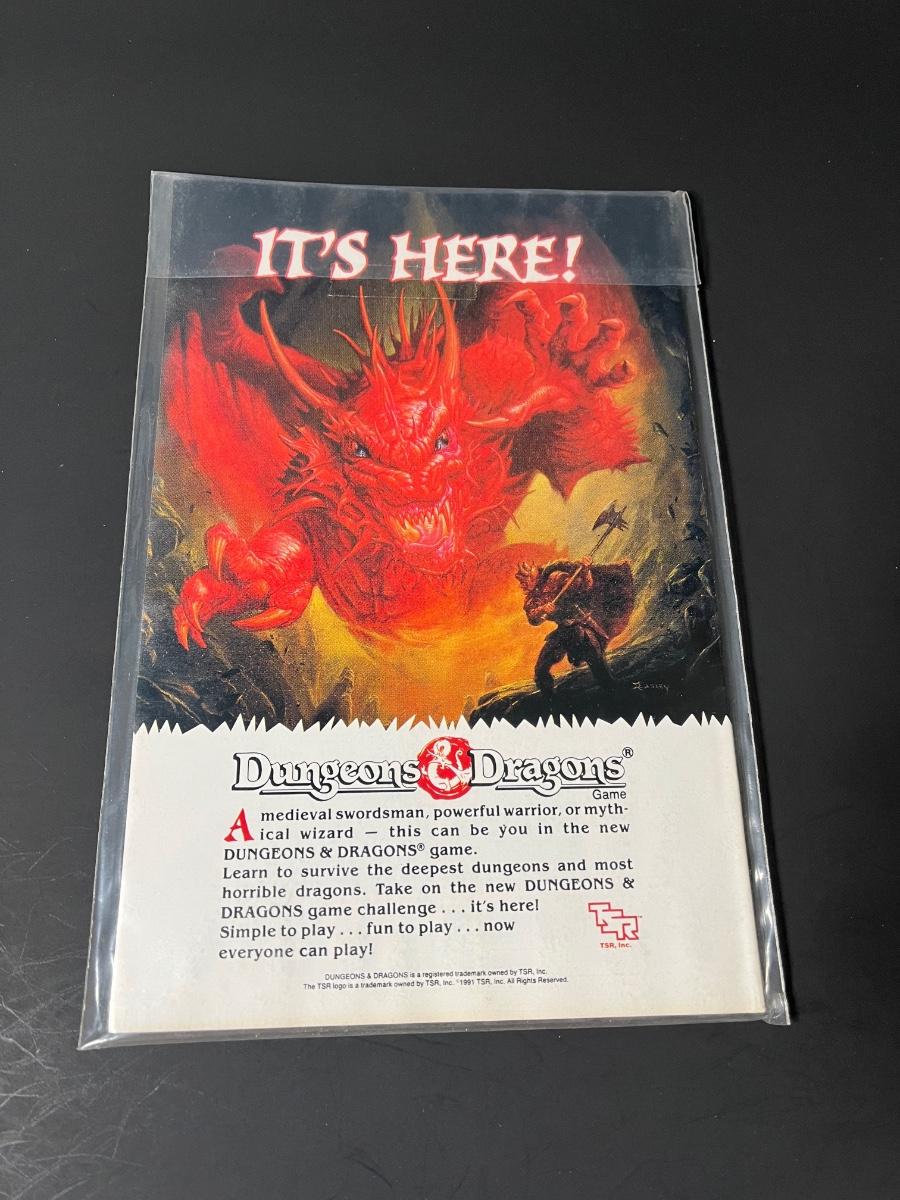 IT'S HERE!
EASLEY
Dungeons & Dragons®
Game
A medieval swordsman, powerful warrior, or myth-
ical wizard — this can be you in the new
DUNGEONS & DRAGONS® game.
Learn to survive the deepest dungeons and most
horrible dragons. Take on the new DUNGEONS &
DRAGONS game challenge . . . it's here!
Simple to play . . . fun to play . . . now
everyone can play!
TSR™
TSR, Inc.
DUNGEONS & DRAGONS is a registered trademark owned by TSR, Inc.
The TSR logo is a trademark owned by TSR, Inc. ©1991 TSR, Inc. All Rights Reserved.